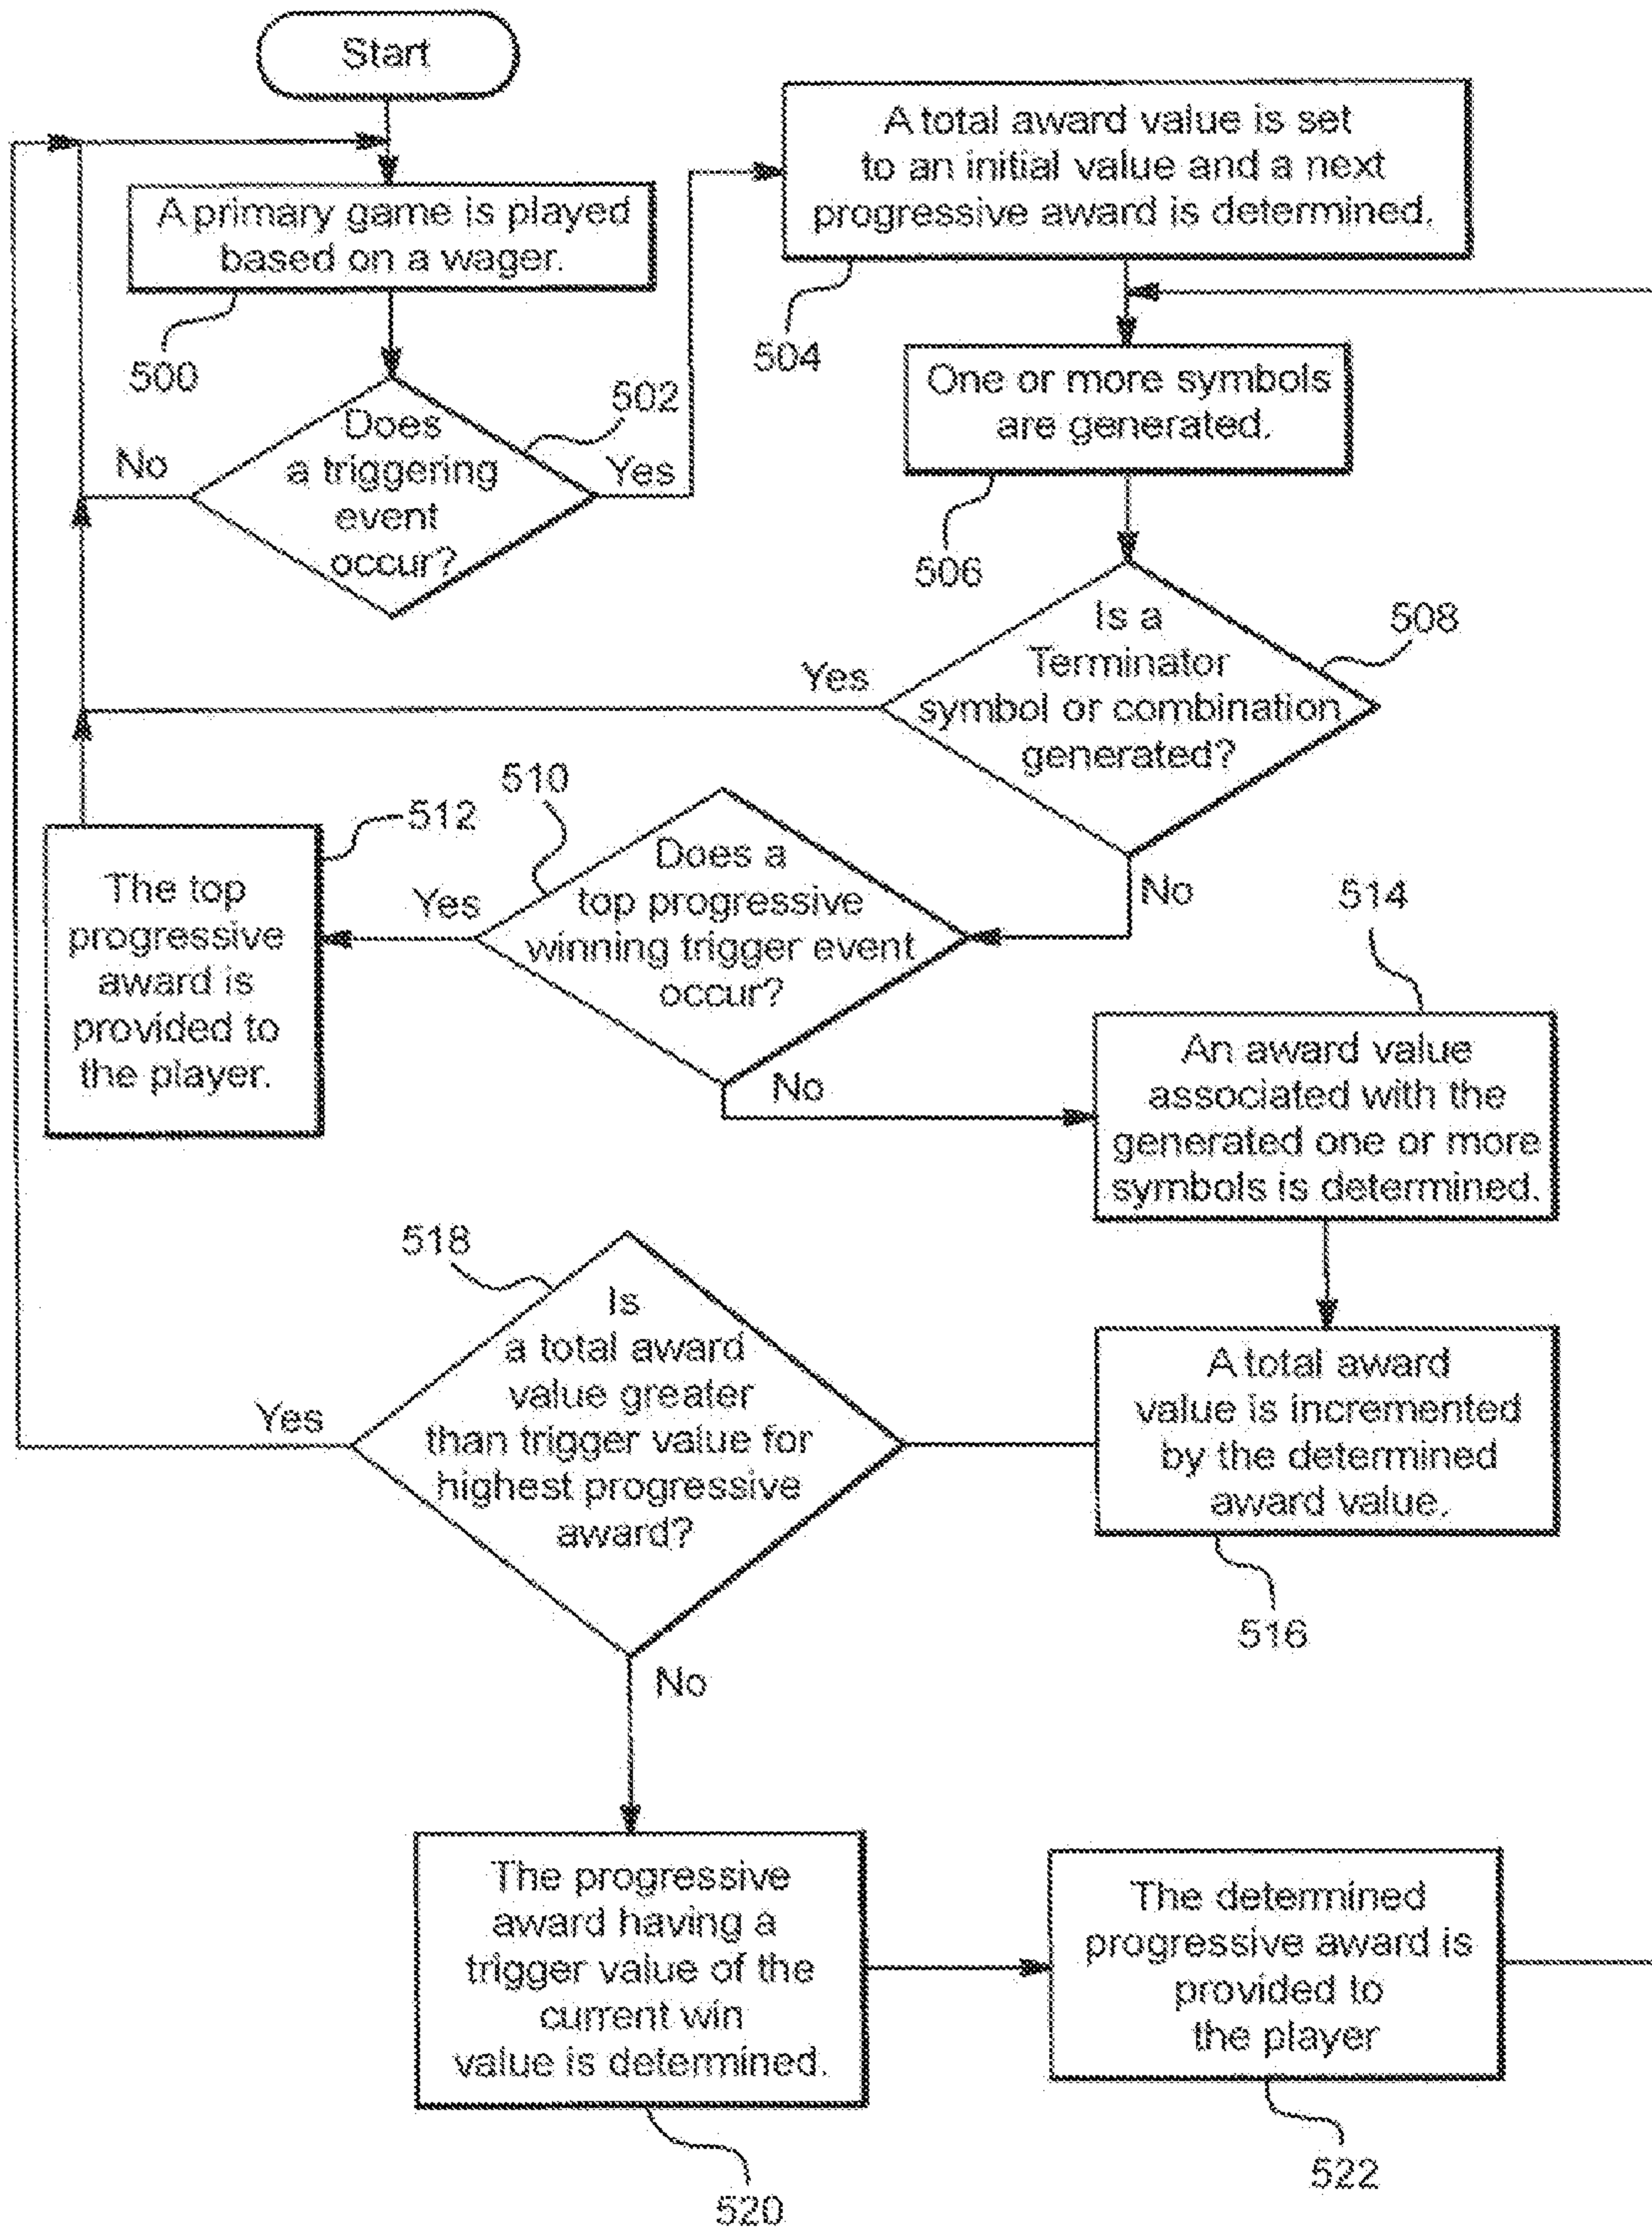 Start
A primary game is played
based on a wager.
500
Does
a triggering
event
occur?
502
No
Yes
A total award value is set
to an initial value and a next
progressive award is determined.
504
One or more symbols
are generated.
506
Is a
Terminator
symbol or combination
generated?
508
Yes
No
510
Does a
top progressive
winning trigger event
occur?
Yes
No
512
The top
progressive
award is
provided to
the player.
514
An award value
associated with the
generated one or more
symbols is determined.
A total award
value is incremented
by the determined
award value.
516
518
Is
a total award
value greater
than trigger value for
highest progressive
award?
Yes
No
The progressive
award having a
trigger value of the
current win
value is determined.
520
The determined
progressive award is
provided to
the player
522